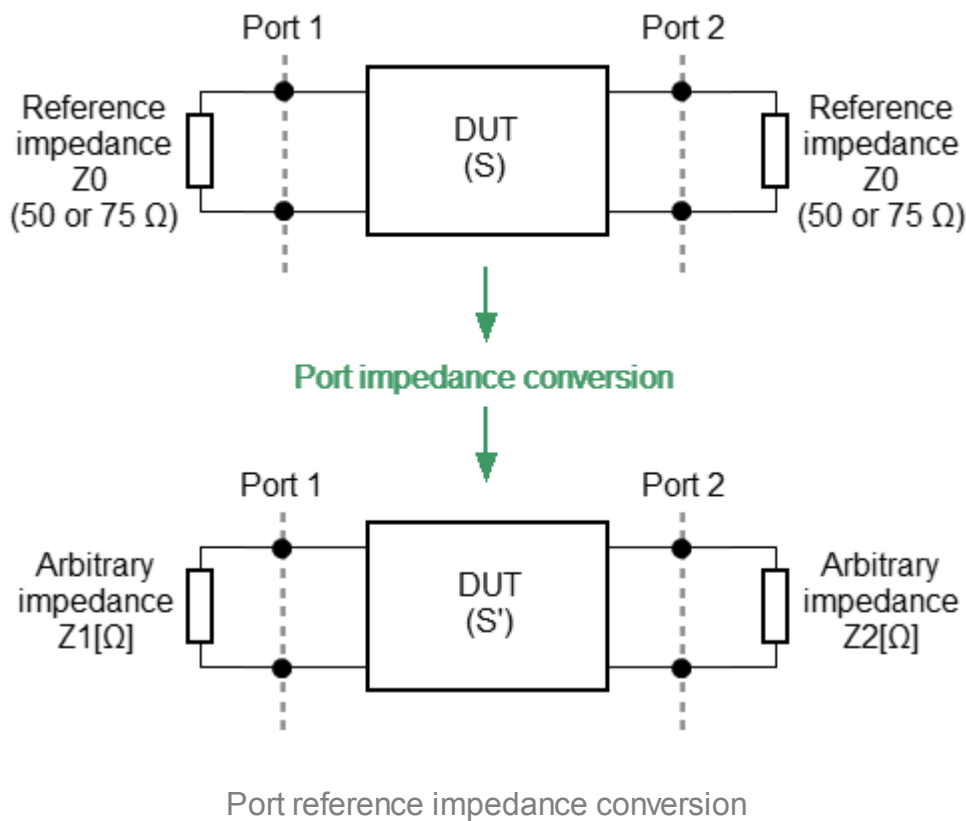 Port 1
Port 2
Reference
impedance
Z0
(50 or 75 Ω)
DUT
(S)
Reference
impedance
Z0
(50 or 75 Ω)
Port impedance conversion
Port 1
Port 2
Arbitrary
impedance
Z1[Ω]
DUT
(S')
Arbitrary
impedance
Z2[Ω]
Port reference impedance conversion